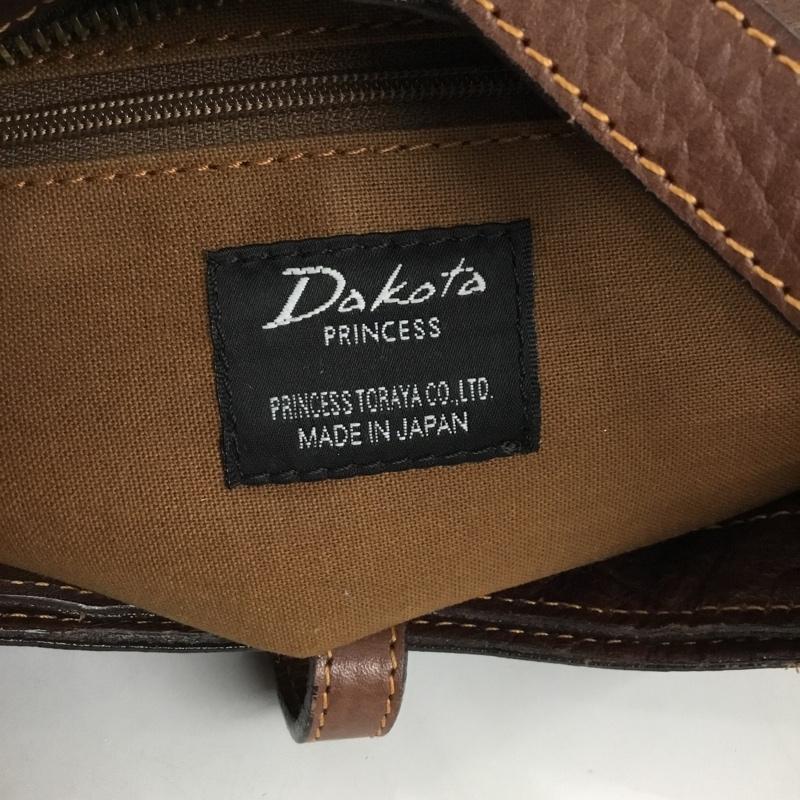 Dakota
PRINCESS
PRINCESS TORAYA CO.,LTD.
MADE IN JAPAN